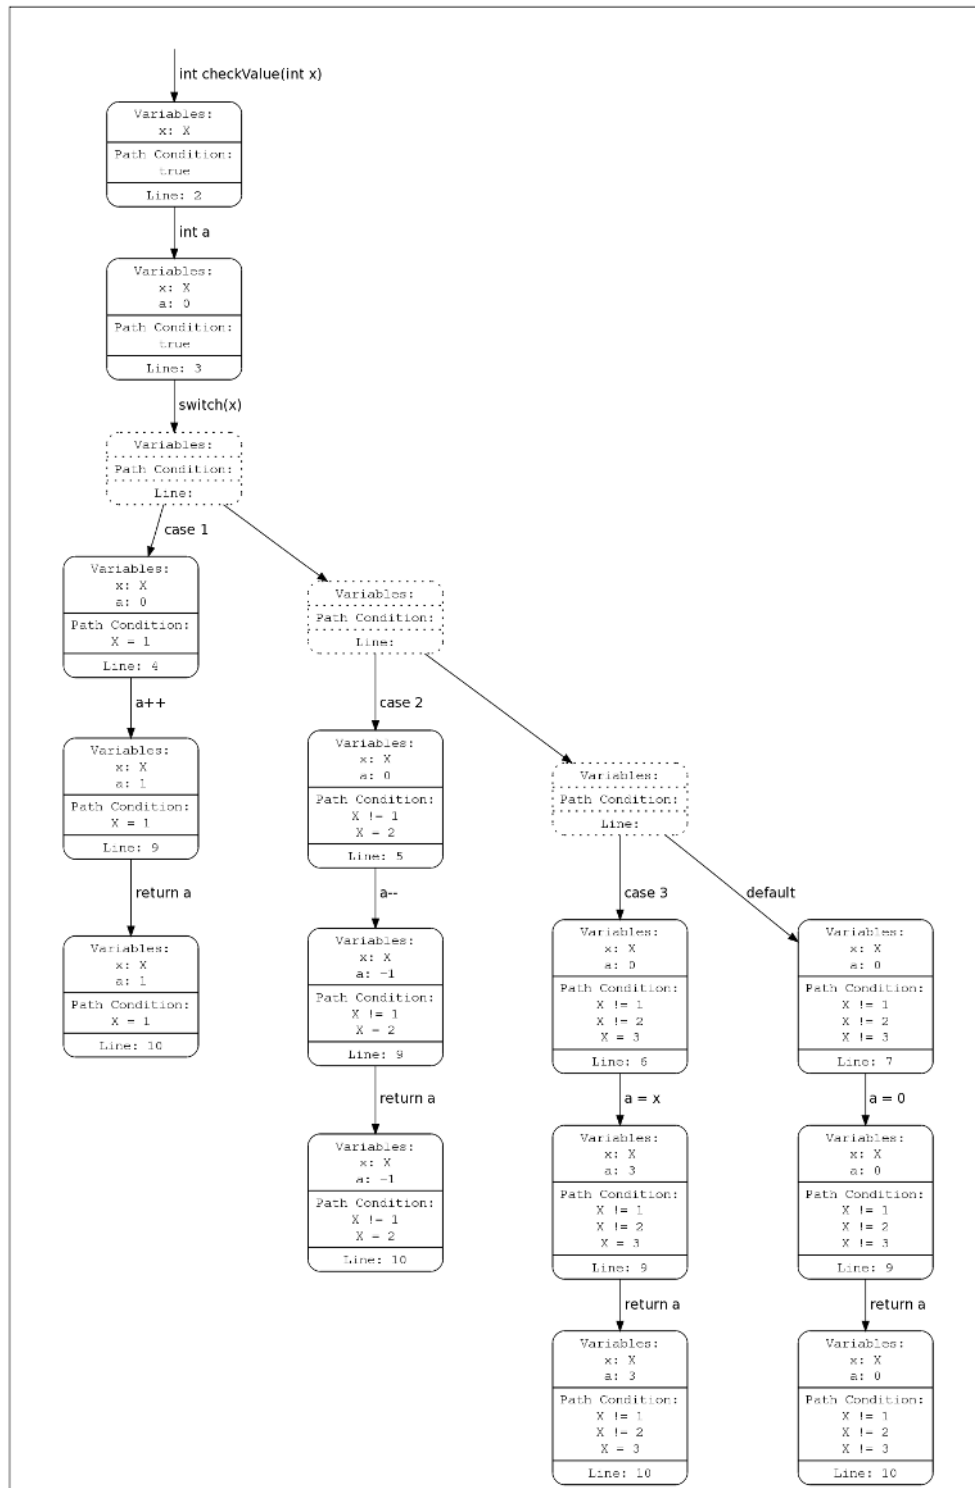 int checkValue(int x)
Variables:
x: X
Path Condition:
true
Line: 2
int a
Variables:
x: X
a: 0
Path Condition:
true
Line: 3
switch(x)
Variables:
Path Condition:
Line:
case 1
Variables:
x: X
a: 0
Path Condition:
X = 1
Line: 4
a++
Variables:
x: X
a: 1
Path Condition:
X = 1
Line: 9
return a
Variables:
x: X
a: 1
Path Condition:
X = 1
Line: 10
Variables:
Path Condition:
Line:
case 2
Variables:
x: X
a: 0
Path Condition:
X != 1
X = 2
Line: 5
a--
Variables:
x: X
a: -1
Path Condition:
X != 1
X = 2
Line: 9
return a
Variables:
x: X
a: -1
Path Condition:
X != 1
X = 2
Line: 10
Variables:
Path Condition:
Line:
case 3
Variables:
x: X
a: 0
Path Condition:
X != 1
X != 2
X = 3
Line: 6
a = x
Variables:
x: X
a: 3
Path Condition:
X != 1
X != 2
X = 3
Line: 9
return a
Variables:
x: X
a: 3
Path Condition:
X != 1
X != 2
X = 3
Line: 10
default
Variables:
x: X
a: 0
Path Condition:
X != 1
X != 2
X != 3
Line: 7
a = 0
Variables:
x: X
a: 0
Path Condition:
X != 1
X != 2
X != 3
Line: 9
return a
Variables:
x: X
a: 0
Path Condition:
X != 1
X != 2
X != 3
Line: 10